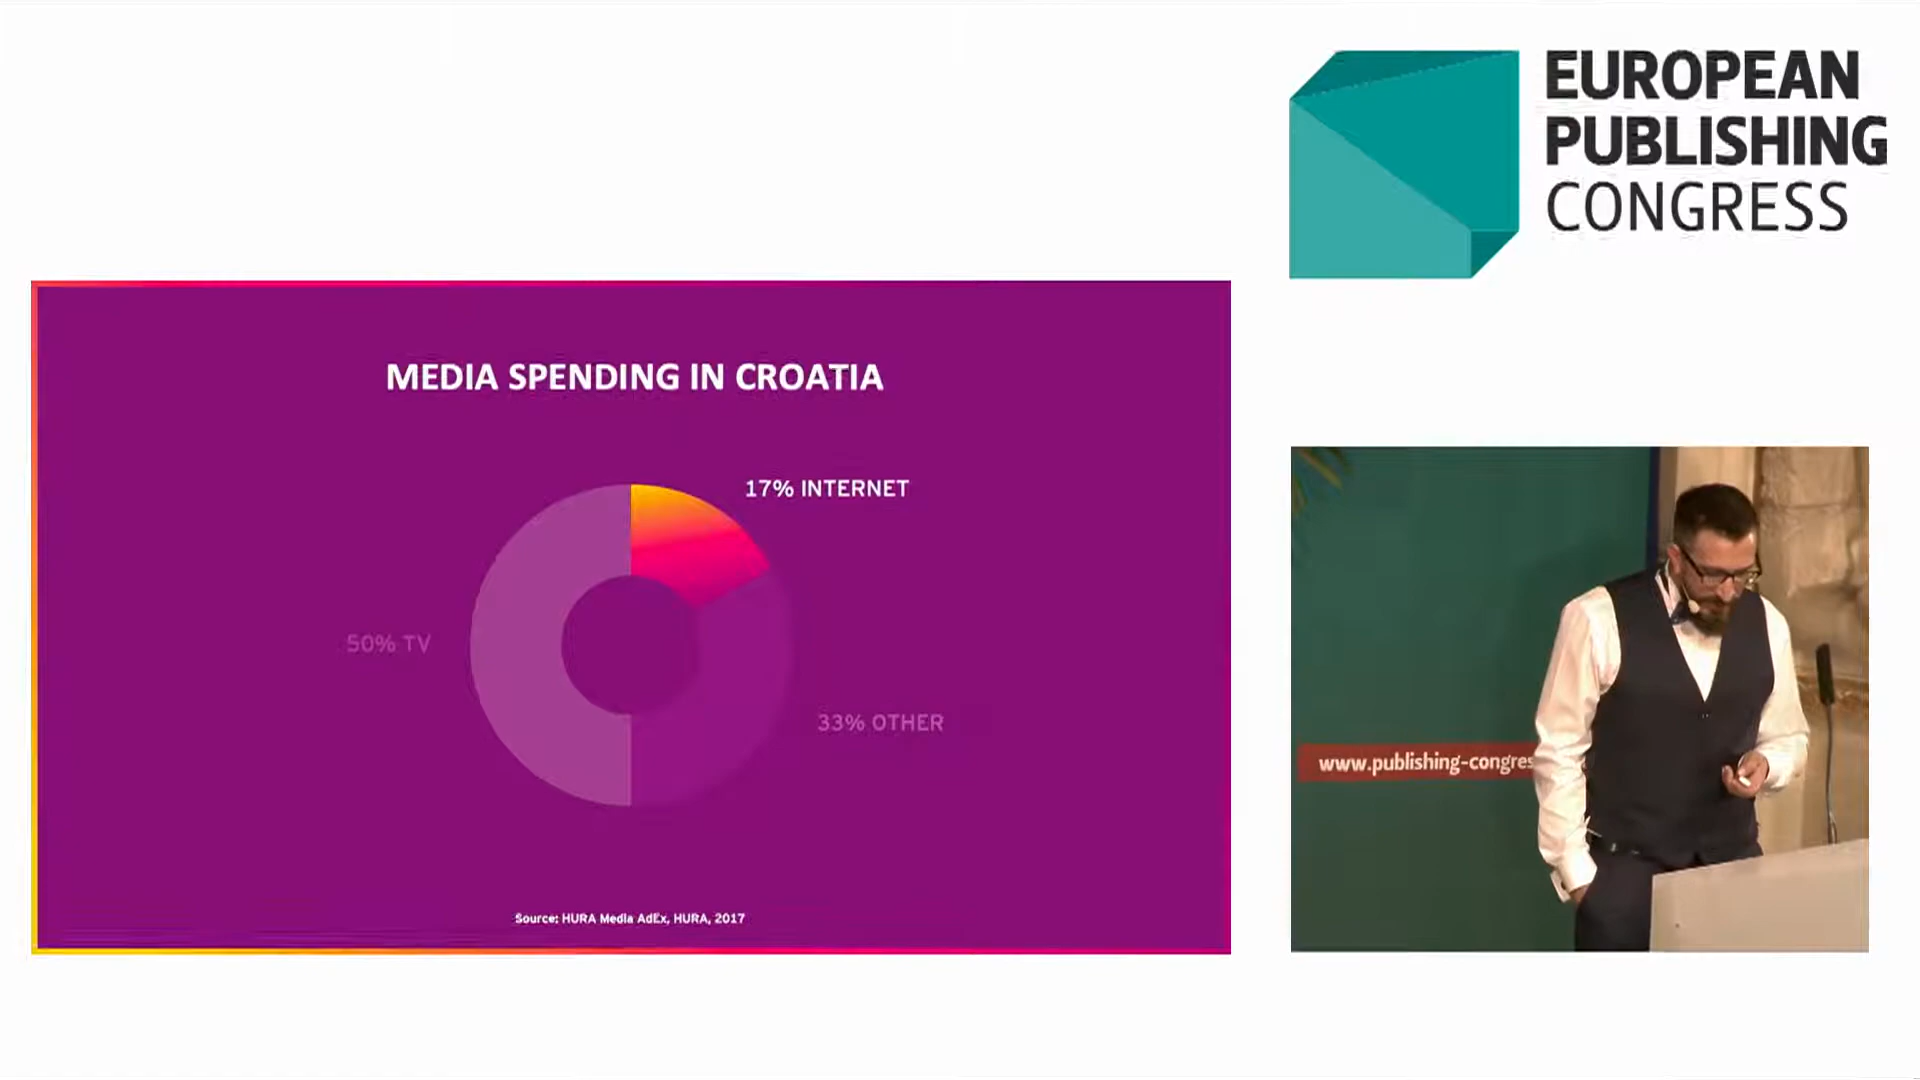 EUROPEAN
PUBLISHING
CONGRESS
MEDIA SPENDING IN CROATIA
17% INTERNET
50% TV
33% OTHER
Source: HURA Media AdEx, HURA, 2017
www.publishing-congres